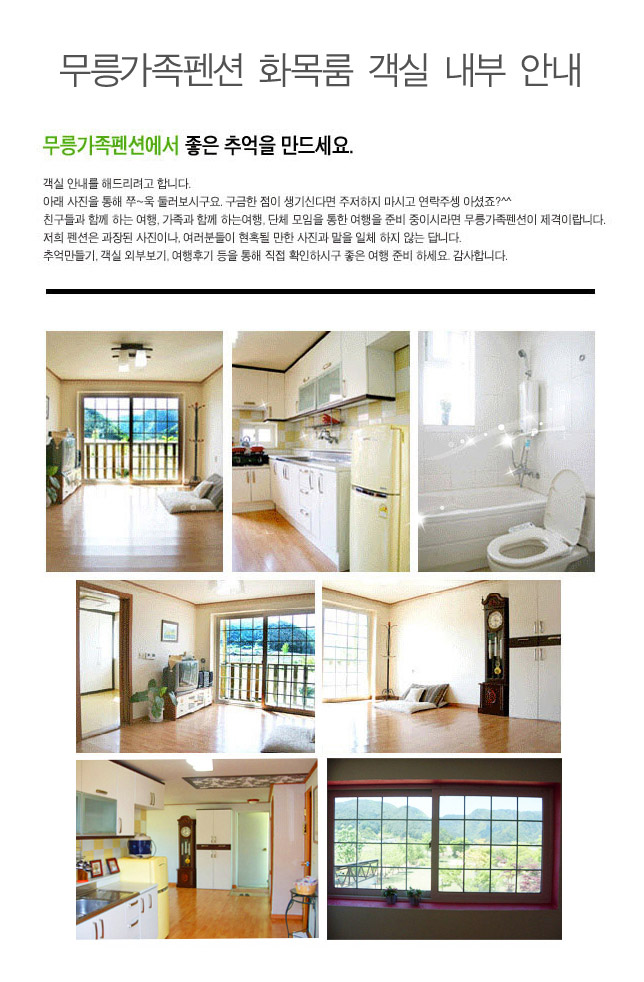 무릉가족펜션 화목룸 객실 내부 안내
무릉가족펜션에서 좋은 추억을 만드세요.
객실 안내를 해드리려고 합니다.
아래 사진을 통해 쭈~욱 둘러보시구요. 구금한 점이 생기신다면 주저하지 마시고 연락주셍 아셨죠?^^
친구들과 함께 하는 여행, 가족과 함께 하는여행, 단체 모임을 통한 여행을 준비 중이시라면 무릉가족펜션이 제격이랍니다.
저희 펜션은 과장된 사진이나, 여러분들이 현혹될 만한 사진과 말을 일체 하지 않는 답니다.
추억만들기, 객실 외부보기, 여행후기 등을 통해 직접 확인하시구 좋은 여행 준비 하세요. 감사합니다.